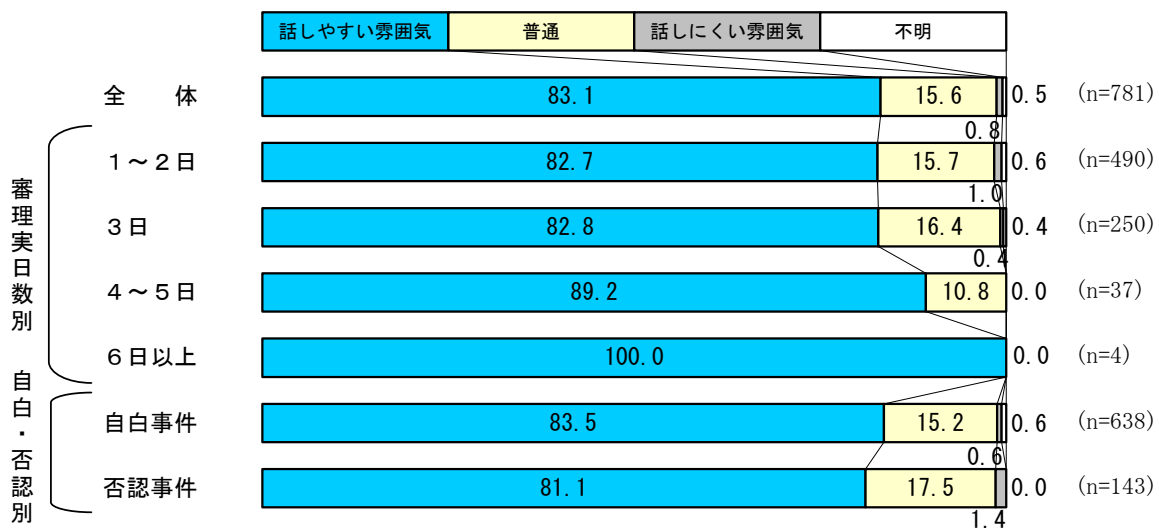 話しやすい雰囲気 普通 話しにくい雰囲気 不明
全　体 83.1 15.6 0.5 (n=781)
0.8
審理実日数別
1～2日 82.7 15.7 0.6 (n=490)
1.0
3日 82.8 16.4 0.4 (n=250)
0.4
4～5日 89.2 10.8 0.0 (n=37)
6日以上 100.0 0.0 (n=4)
自白・否認別
自白事件 83.5 15.2 0.6 (n=638)
0.6
否認事件 81.1 17.5 0.0 (n=143)
1.4